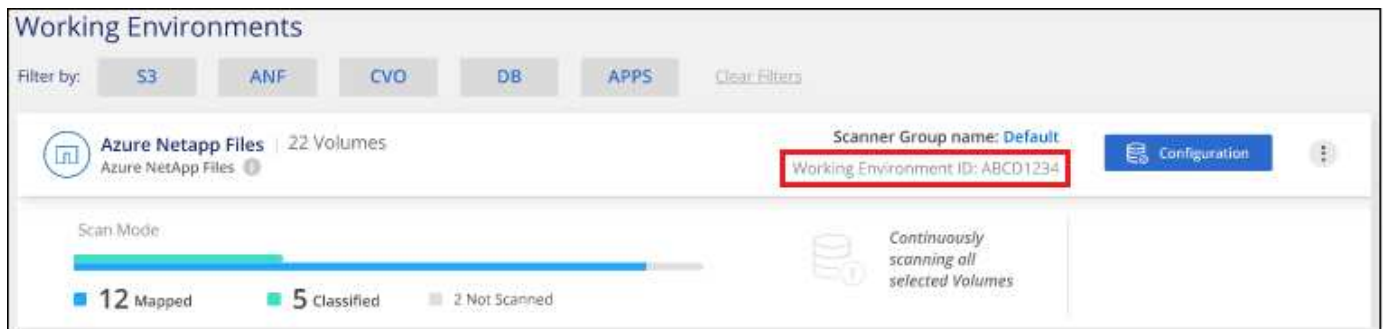 Working Environments
Filter by: S3 ANF CVO DB APPS Clear Filters
Azure Netapp Files | 22 Volumes
Azure NetApp Files
Scanner Group name: Default
Working Environment ID: ABCD1234
Configuration
Scan Mode
12 Mapped 5 Classified 2 Not Scanned
Continuously
scanning all
selected Volumes